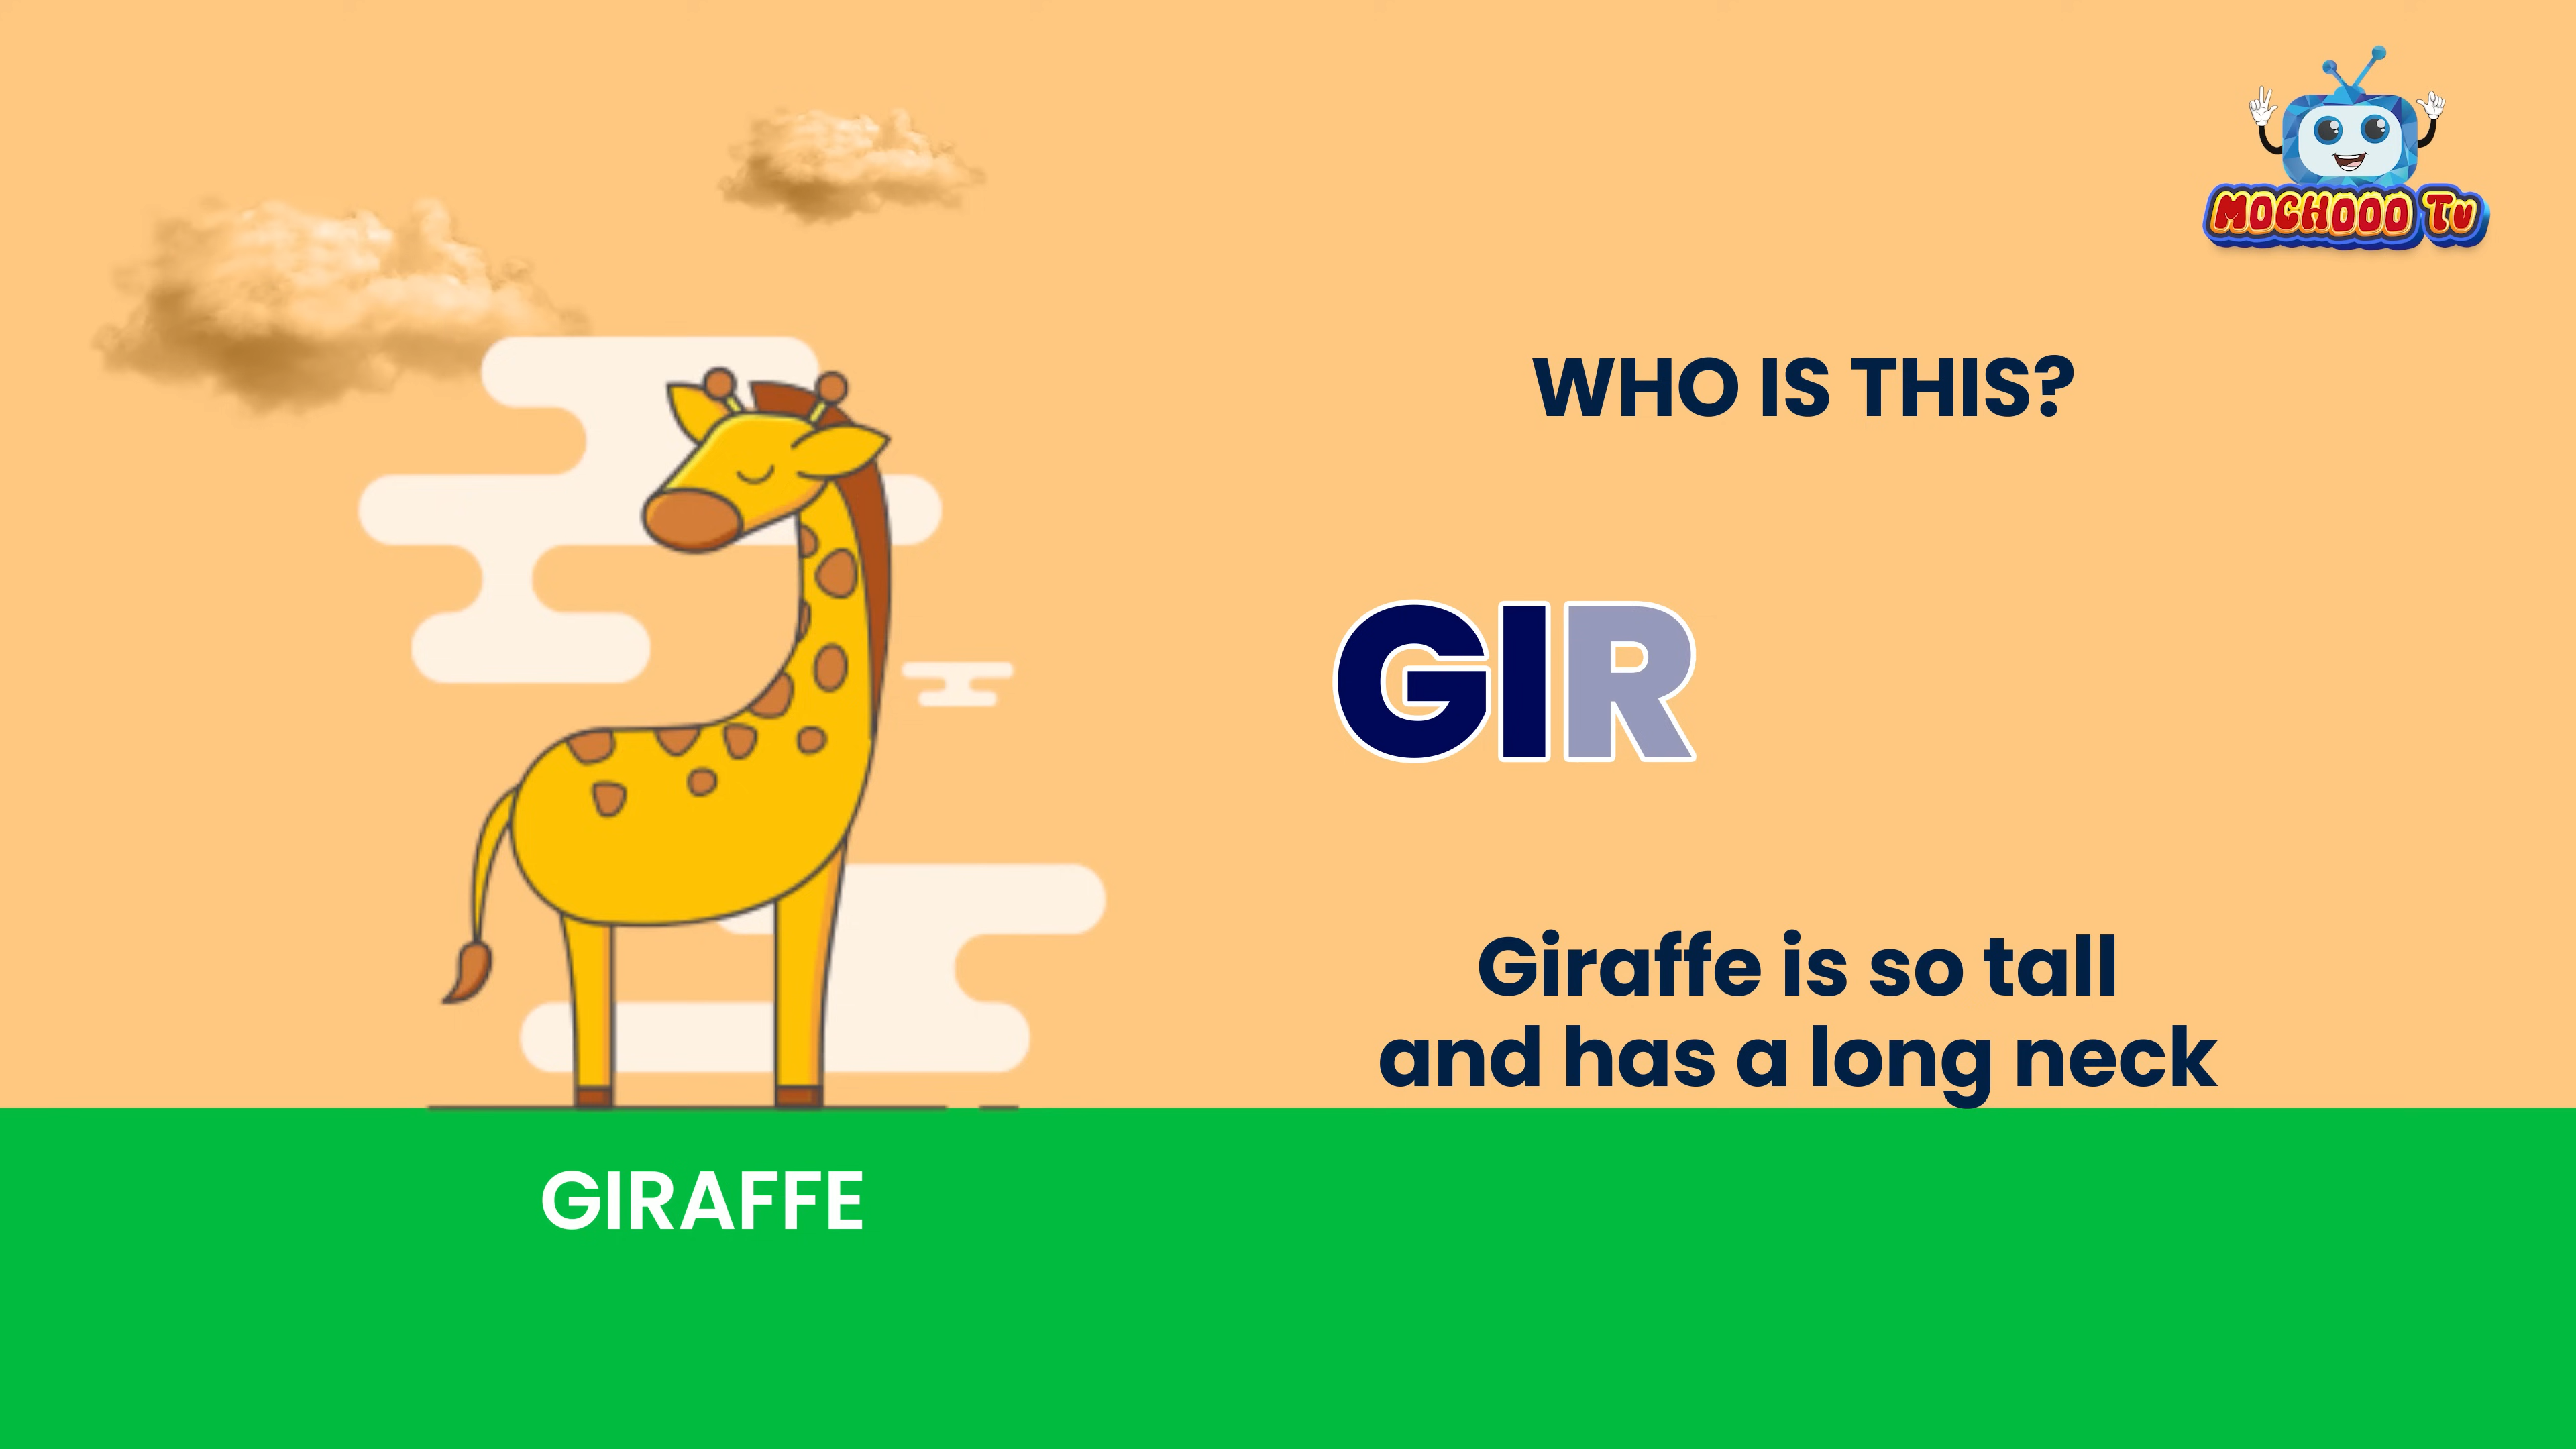 MOCHOOO Tv
WHO IS THIS?
GIR
Giraffe is so tall
and has a long neck
GIRAFFE